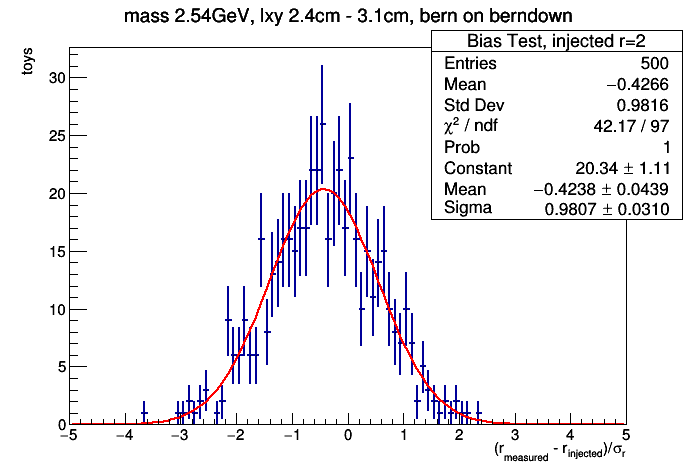 mass 2.54GeV, lxy 2.4cm - 3.1cm, bern on berndown
Bias Test, injected r=2
Entries 500
Mean −0.4266
Std Dev 0.9816
χ² / ndf 42.17 / 97
Prob 1
Constant 20.34 ± 1.11
Mean −0.4238 ± 0.0439
Sigma 0.9807 ± 0.0310
toys
30
25
20
15
10
5
0
−5 −4 −3 −2 −1 0 1 2 3 4 5
(r_measured - r_injected)/σ_r